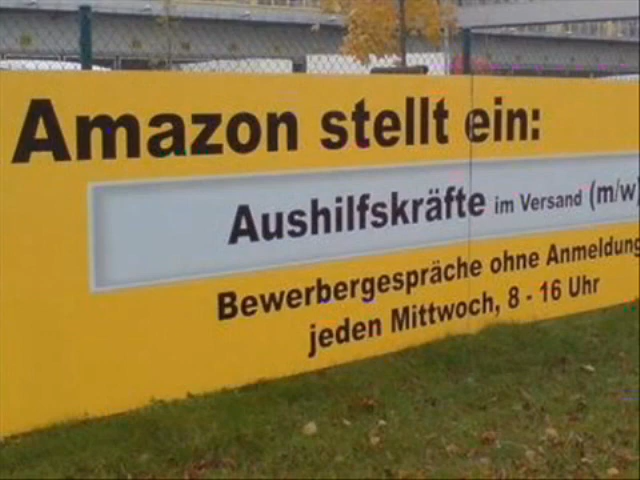 Amazon stellt ein:
Aushilfskräfte im Versand (m/w)
Bewerbergespräche ohne Anmeldung
jeden Mittwoch, 8 - 16 Uhr